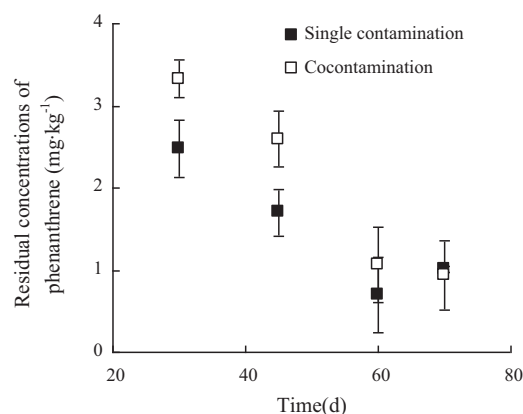 Single contamination
Cocontamination
Residual concentrations of
phenanthrene (mg·kg⁻¹)
4
3
2
1
0
20
40
60
80
Time(d)